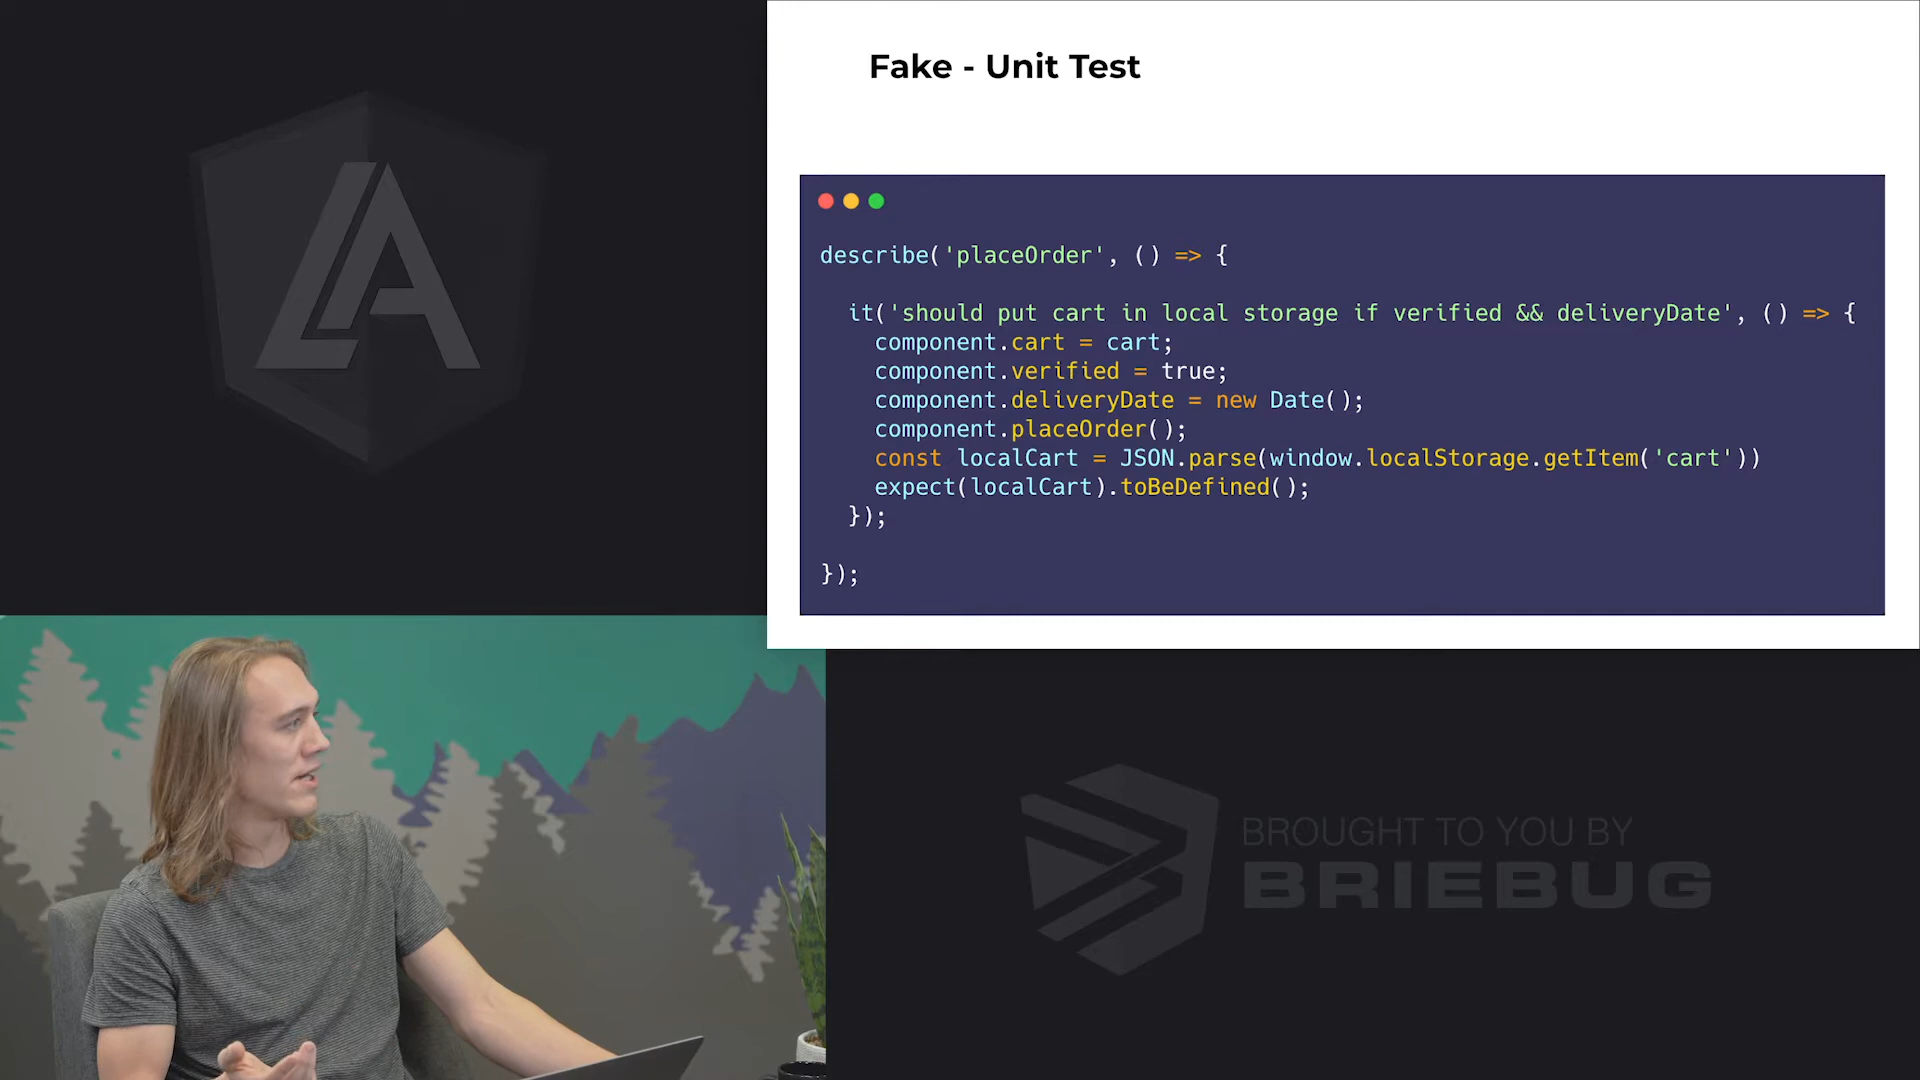 Fake - Unit Test
describe('placeOrder', () => {
it('should put cart in local storage if verified && deliveryDate', () => {
component.cart = cart;
component.verified = true;
component.deliveryDate = new Date();
component.placeOrder();
const localCart = JSON.parse(window.localStorage.getItem('cart'))
expect(localCart).toBeDefined();
});
});
LA
BROUGHT TO YOU BY
BRIEBUG